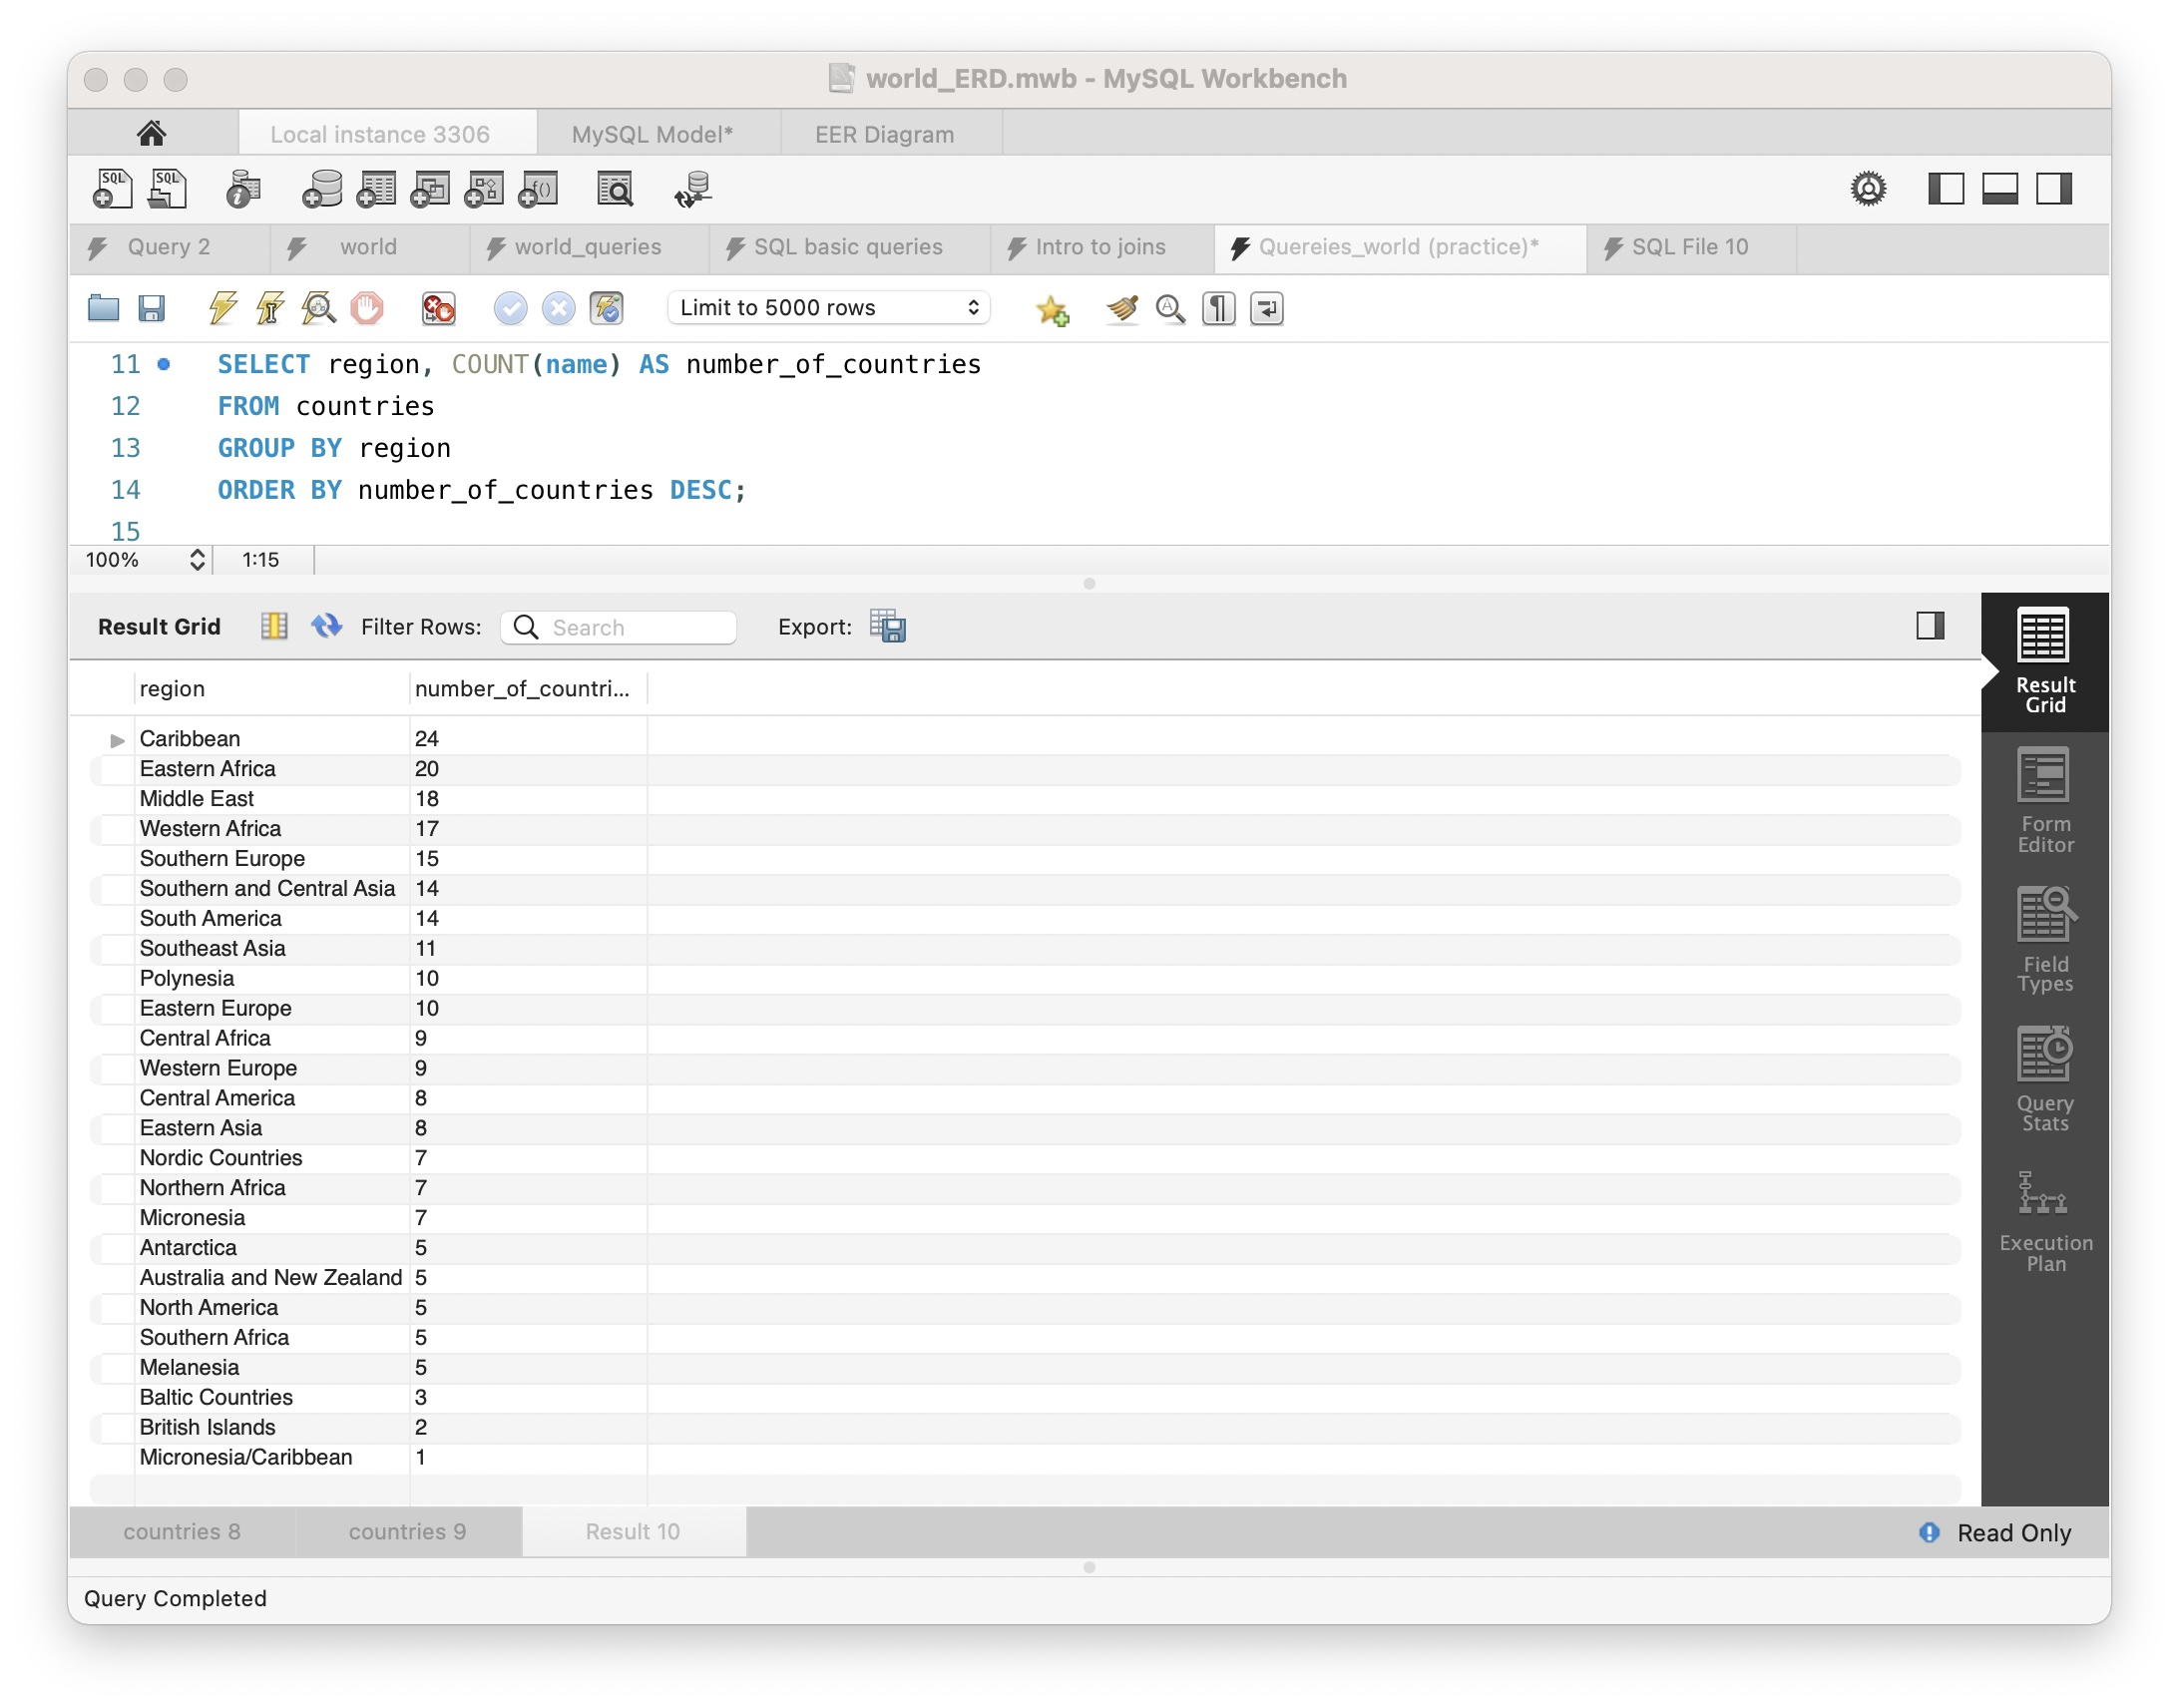 world_ERD.mwb - MySQL Workbench
Local instance 3306 MySQL Model* EER Diagram
SQL SQL i f()
Query 2 world world_queries SQL basic queries Intro to joins Quereies_world (practice)* SQL File 10
Limit to 5000 rows
11 SELECT region, COUNT(name) AS number_of_countries
12 FROM countries
13 GROUP BY region
14 ORDER BY number_of_countries DESC;
15
100% 1:15
Result Grid Filter Rows: Search Export:
region number_of_countri...
Caribbean 24
Eastern Africa 20
Middle East 18
Western Africa 17
Southern Europe 15
Southern and Central Asia 14
South America 14
Southeast Asia 11
Polynesia 10
Eastern Europe 10
Central Africa 9
Western Europe 9
Central America 8
Eastern Asia 8
Nordic Countries 7
Northern Africa 7
Micronesia 7
Antarctica 5
Australia and New Zealand 5
North America 5
Southern Africa 5
Melanesia 5
Baltic Countries 3
British Islands 2
Micronesia/Caribbean 1
Result
Grid
Form
Editor
Field
Types
Query
Stats
Execution
Plan
countries 8 countries 9 Result 10 Read Only
Query Completed